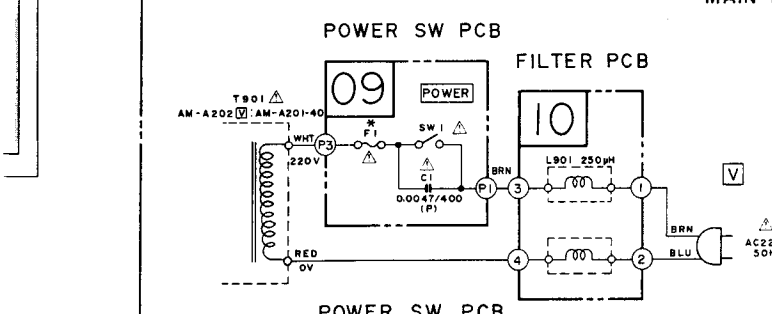 MAIN
POWER SW PCB
FILTER PCB
09
POWER
10
T901
AM-A202 V : AM-A201-40
*
F1
SW1
WHT
P3
220V
C1
0.0047/400
(P)
P1
BRN
3
L901 250μH
1
V
BRN
BLU
AC22
50H
RED
0V
4
2
POWER SW PCB